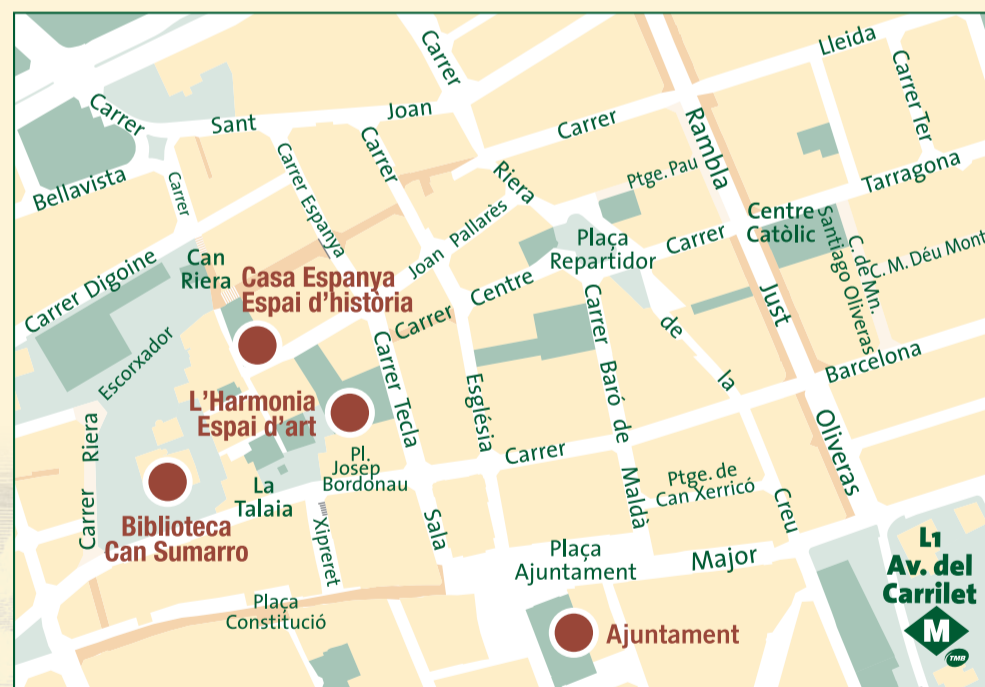 Carrer
Bellavista
Sant
Joan
Carrer
Carrer
Lleida
Carrer Ter
Carrer
Carrer Espanya
Carrer
Carrer
Riera
Ptge. Pau
Rambla
Just
Oliveras
Tarragona
Carrer
Centre
Catòlic
Santiago Oliveras
C. de Mn.
C. M. Déu Mont
Plaça
Repartidor
Joan
Pallarès
Carrer Digoine
Can
Riera
Casa Espanya
Espai d’història
Carrer
Centre
Escorxador
L’Harmonia
Espai d’art
Carrer Tecla
Sala
Església
Carrer Baró de
Maldà
de
la
Creu
Barcelona
Carrer
Carrer
Riera
Pl.
Josep
Bordonau
La
Talaia
Ptge. de
Can Xerricó
Biblioteca
Can Sumarro
Xipreret
Plaça
Ajuntament
Major
Plaça
Constitució
Ajuntament
L1
Av. del
Carrilet
M
TMB